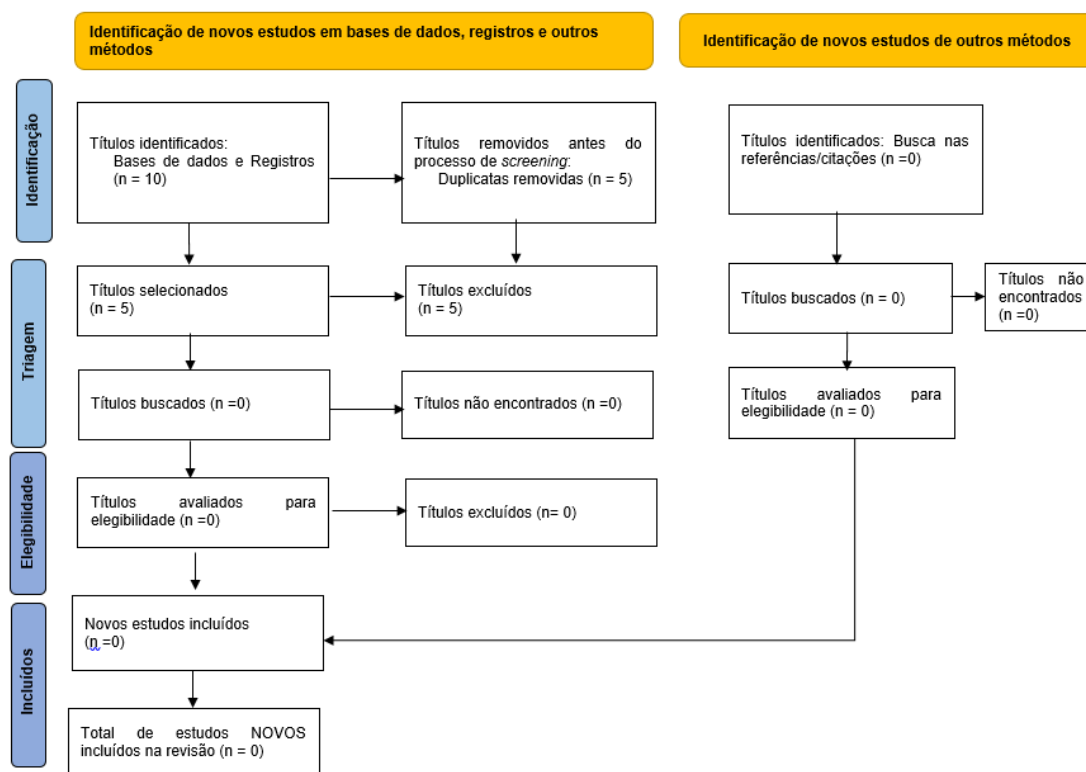 Identificação de novos estudos em bases de dados, registros e outros
métodos
Identificação de novos estudos de outros métodos
Identificação
Títulos identificados:
Bases de dados e Registros
(n = 10)
Títulos removidos antes do
processo de screening:
Duplicatas removidas (n = 5)
Títulos identificados: Busca nas
referências/citações (n =0)
Triagem
Títulos selecionados
(n = 5)
Títulos excluídos
(n = 5)
Títulos buscados (n = 0)
Títulos não
encontrados
(n =0)
Títulos buscados (n =0)
Títulos não encontrados (n =0)
Títulos avaliados para
elegibilidade (n = 0)
Elegibilidade
Títulos avaliados para
elegibilidade (n =0)
Títulos excluídos (n= 0)
Incluídos
Novos estudos incluídos
(n =0)
Total de estudos NOVOS
incluídos na revisão (n = 0)